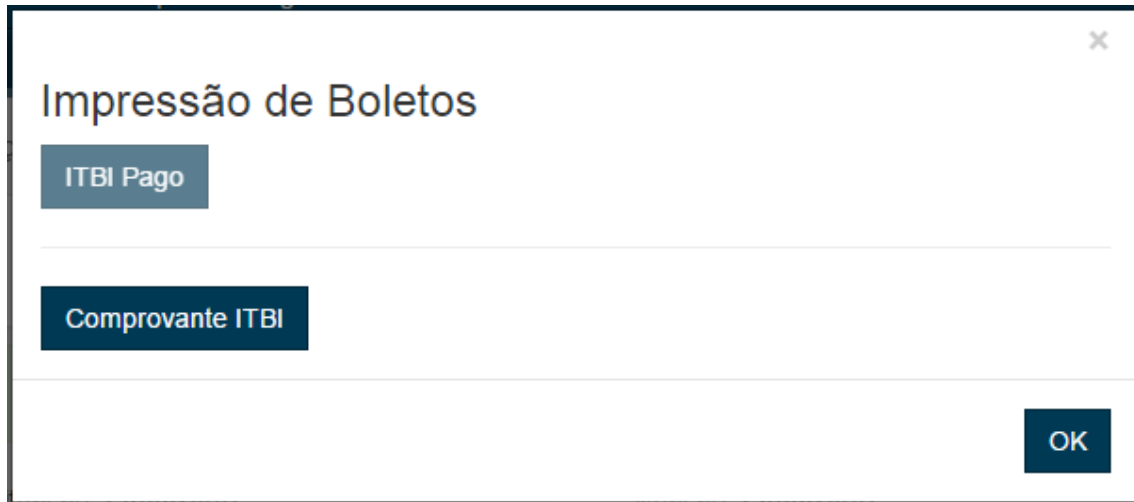 ×
Impressão de Boletos
ITBI Pago
Comprovante ITBI
OK